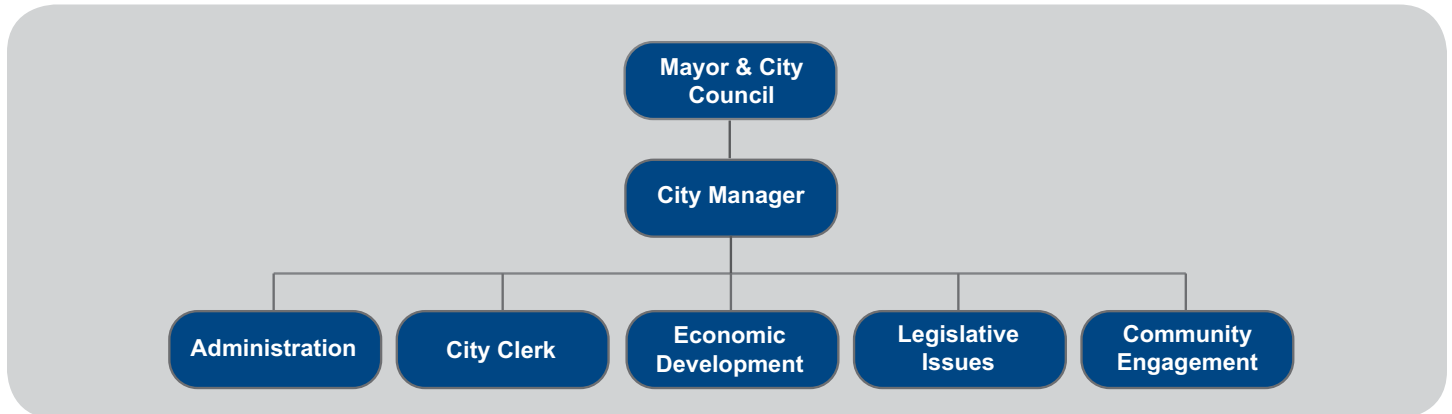 Mayor & City
Council
City Manager
Administration
City Clerk
Economic
Development
Legislative
Issues
Community
Engagement